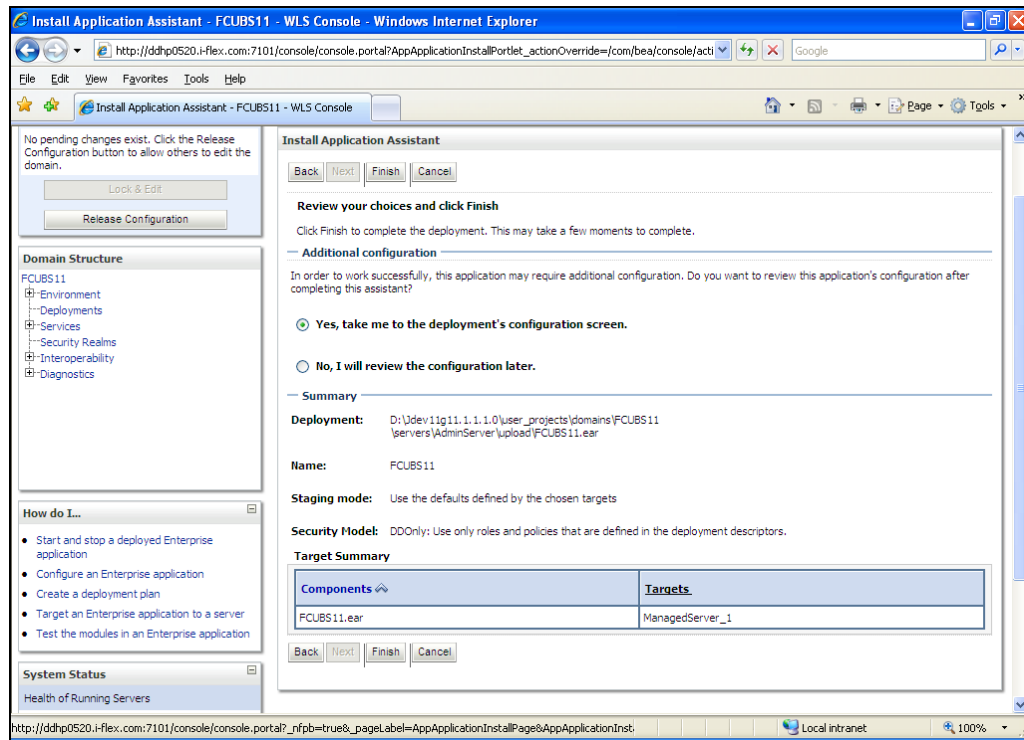 Install Application Assistant - FCUBS11 - WLS Console - Windows Internet Explorer
http://ddhp0520.i-flex.com:7101/console/console.portal?AppApplicationInstallPortlet_actionOverride=/com/bea/console/acti
Google
File Edit View Favorites Tools Help
Install Application Assistant - FCUBS11 - WLS Console
Page Tools »
No pending changes exist. Click the Release
Configuration button to allow others to edit the
domain.
Lock & Edit
Release Configuration
Domain Structure
FCUBS11
Environment
Deployments
Services
Security Realms
Interoperability
Diagnostics
How do I...
Start and stop a deployed Enterprise
application
Configure an Enterprise application
Create a deployment plan
Target an Enterprise application to a server
Test the modules in an Enterprise application
System Status
Health of Running Servers
Install Application Assistant
Back Next Finish Cancel
Review your choices and click Finish
Click Finish to complete the deployment. This may take a few moments to complete.
Additional configuration
In order to work successfully, this application may require additional configuration. Do you want to review this application's configuration after
completing this assistant?
Yes, take me to the deployment's configuration screen.
No, I will review the configuration later.
Summary
Deployment: D:\Jdev11g11.1.1.1.0\user_projects\domains\FCUBS11
\servers\AdminServer\upload\FCUBS11.ear
Name: FCUBS11
Staging mode: Use the defaults defined by the chosen targets
Security Model: DDOnly: Use only roles and policies that are defined in the deployment descriptors.
Target Summary
Components Targets
FCUBS11.ear ManagedServer_1
Back Next Finish Cancel
http://ddhp0520.i-flex.com:7101/console/console.portal?_nfpb=true&_pageLabel=AppApplicationInstallPage&AppApplicationInst
Local intranet 100%